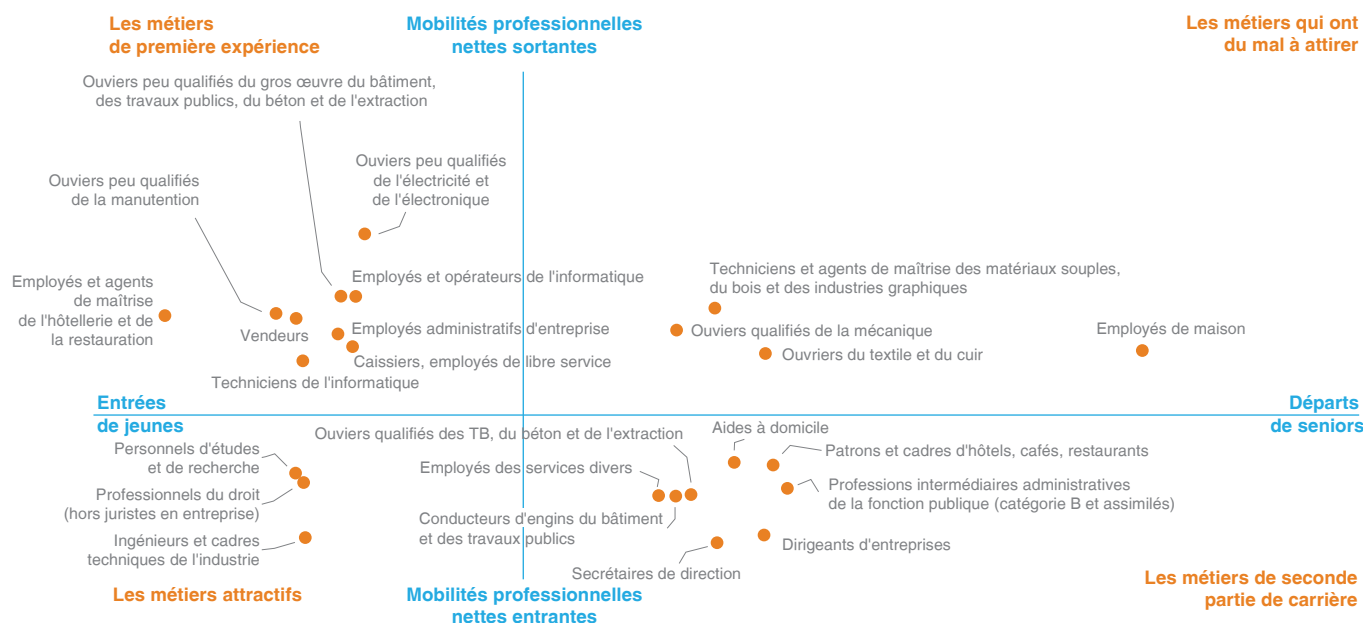 Les métiers
de première expérience
Mobilités professionnelles
nettes sortantes
Les métiers qui ont
du mal à attirer
Ouviers peu qualifiés du gros œuvre du bâtiment,
des travaux publics, du béton et de l'extraction
Ouviers peu qualifiés
de l'électricité et
de l'électronique
Ouviers peu qualifiés
de la manutention
Employés et agents
de maîtrise
de l'hôtellerie et de
la restauration
Vendeurs
Employés et opérateurs de l'informatique
Employés administratifs d'entreprise
Caissiers, employés de libre service
Techniciens de l'informatique
Techniciens et agents de maîtrise des matériaux souples,
du bois et des industries graphiques
Ouviers qualifiés de la mécanique
Ouvriers du textile et du cuir
Employés de maison
Entrées
de jeunes
Départs
de seniors
Personnels d'études
et de recherche
Professionnels du droit
(hors juristes en entreprise)
Ingénieurs et cadres
techniques de l'industrie
Ouviers qualifiés des TB, du béton et de l'extraction
Employés des services divers
Conducteurs d'engins du bâtiment
et des travaux publics
Secrétaires de direction
Aides à domicile
Patrons et cadres d'hôtels, cafés, restaurants
Professions intermédiaires administratives
de la fonction publique (catégorie B et assimilés)
Dirigeants d'entreprises
Les métiers attractifs
Mobilités professionnelles
nettes entrantes
Les métiers de seconde
partie de carrière